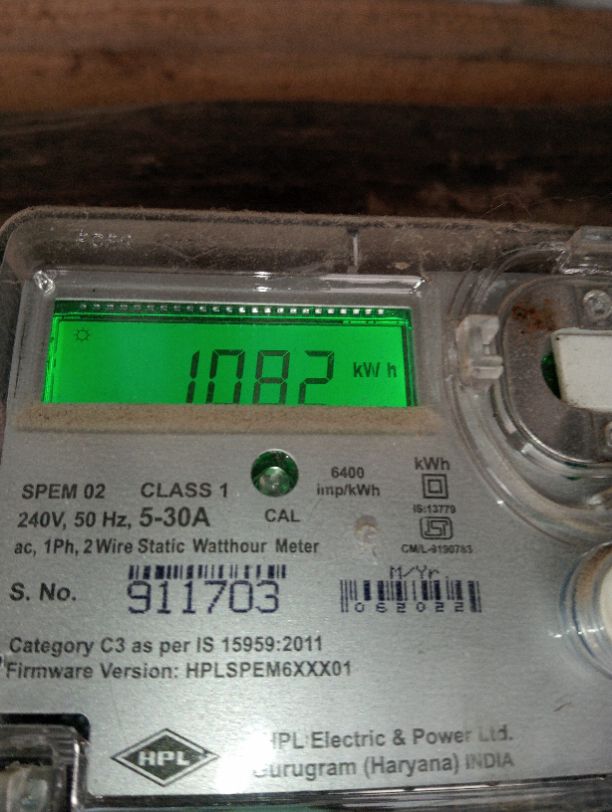 1082 kWh
SPEM 02 CLASS 1
6400
imp/kWh
kWh
240V, 50 Hz, 5-30A
CAL
IS:13779
ac, 1Ph, 2 Wire Static Watthour Meter
CM/L-9190783
M/Yr
S. No. 911703
062022
Category C3 as per IS 15959:2011
Firmware Version: HPLSPEM6XXX01
HPL
HPL Electric & Power Ltd.
Gurugram (Haryana) INDIA